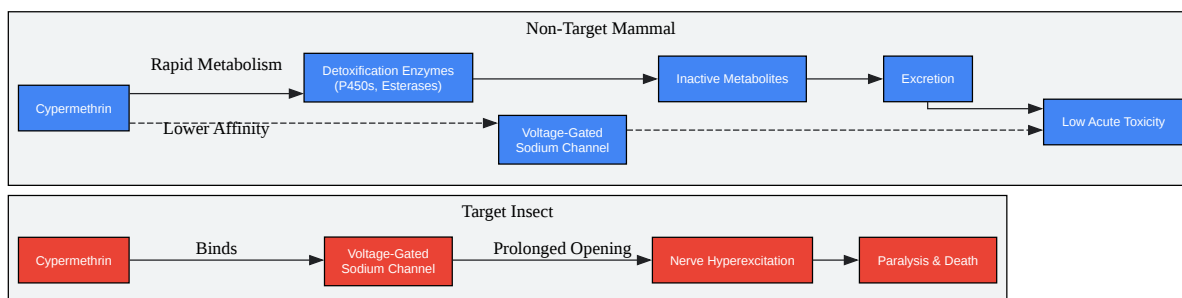 Non-Target Mammal
Rapid Metabolism
Detoxification Enzymes
(P450s, Esterases)
Inactive Metabolites
Excretion
Cypermethrin
Lower Affinity
Voltage-Gated
Sodium Channel
Low Acute Toxicity
Target Insect
Cypermethrin
Binds
Voltage-Gated
Sodium Channel
Prolonged Opening
Nerve Hyperexcitation
Paralysis & Death